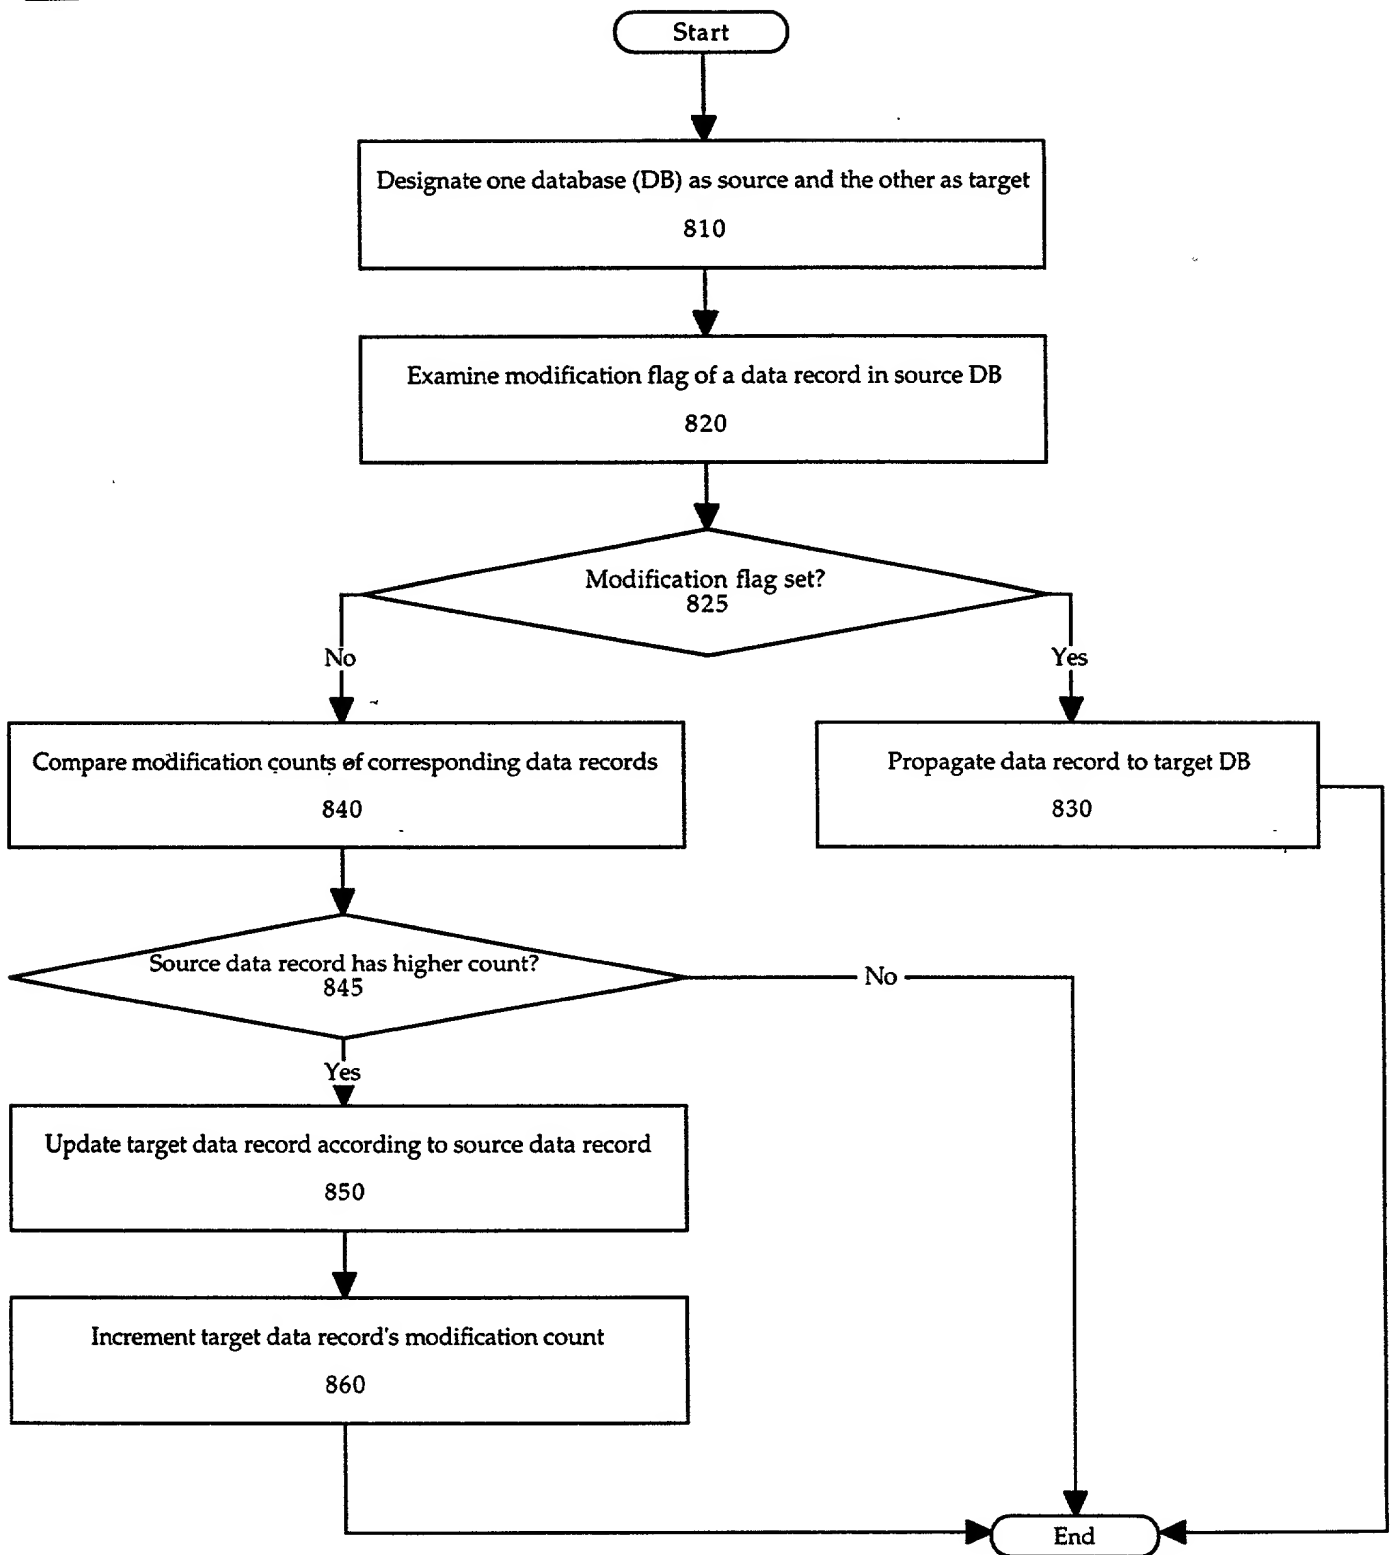 Start
Designate one database (DB) as source and the other as target
810
Examine modification flag of a data record in source DB
820
Modification flag set?
825
No
Yes
Compare modification counts of corresponding data records
840
Propagate data record to target DB
830
Source data record has higher count?
845
No
Yes
Update target data record according to source data record
850
Increment target data record's modification count
860
End